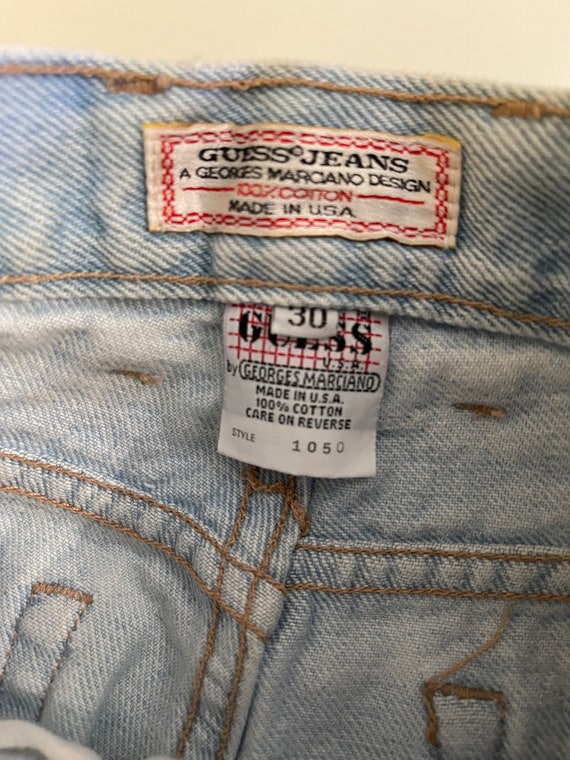 GUESS® JEANS
A GEORGES MARCIANO DESIGN
100% COTTON
MADE IN U.S.A.
30
GUESS
U.S.A.
by GEORGES MARCIANO
MADE IN U.S.A.
100% COTTON
CARE ON REVERSE
STYLE 1050